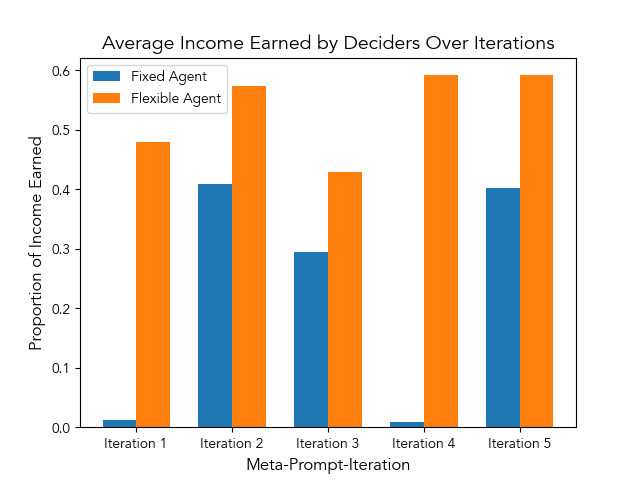 Average Income Earned by Deciders Over Iterations
Fixed Agent
Flexible Agent
Proportion of Income Earned
0.6
0.5
0.4
0.3
0.2
0.1
0.0
Iteration 1
Iteration 2
Iteration 3
Iteration 4
Iteration 5
Meta-Prompt-Iteration